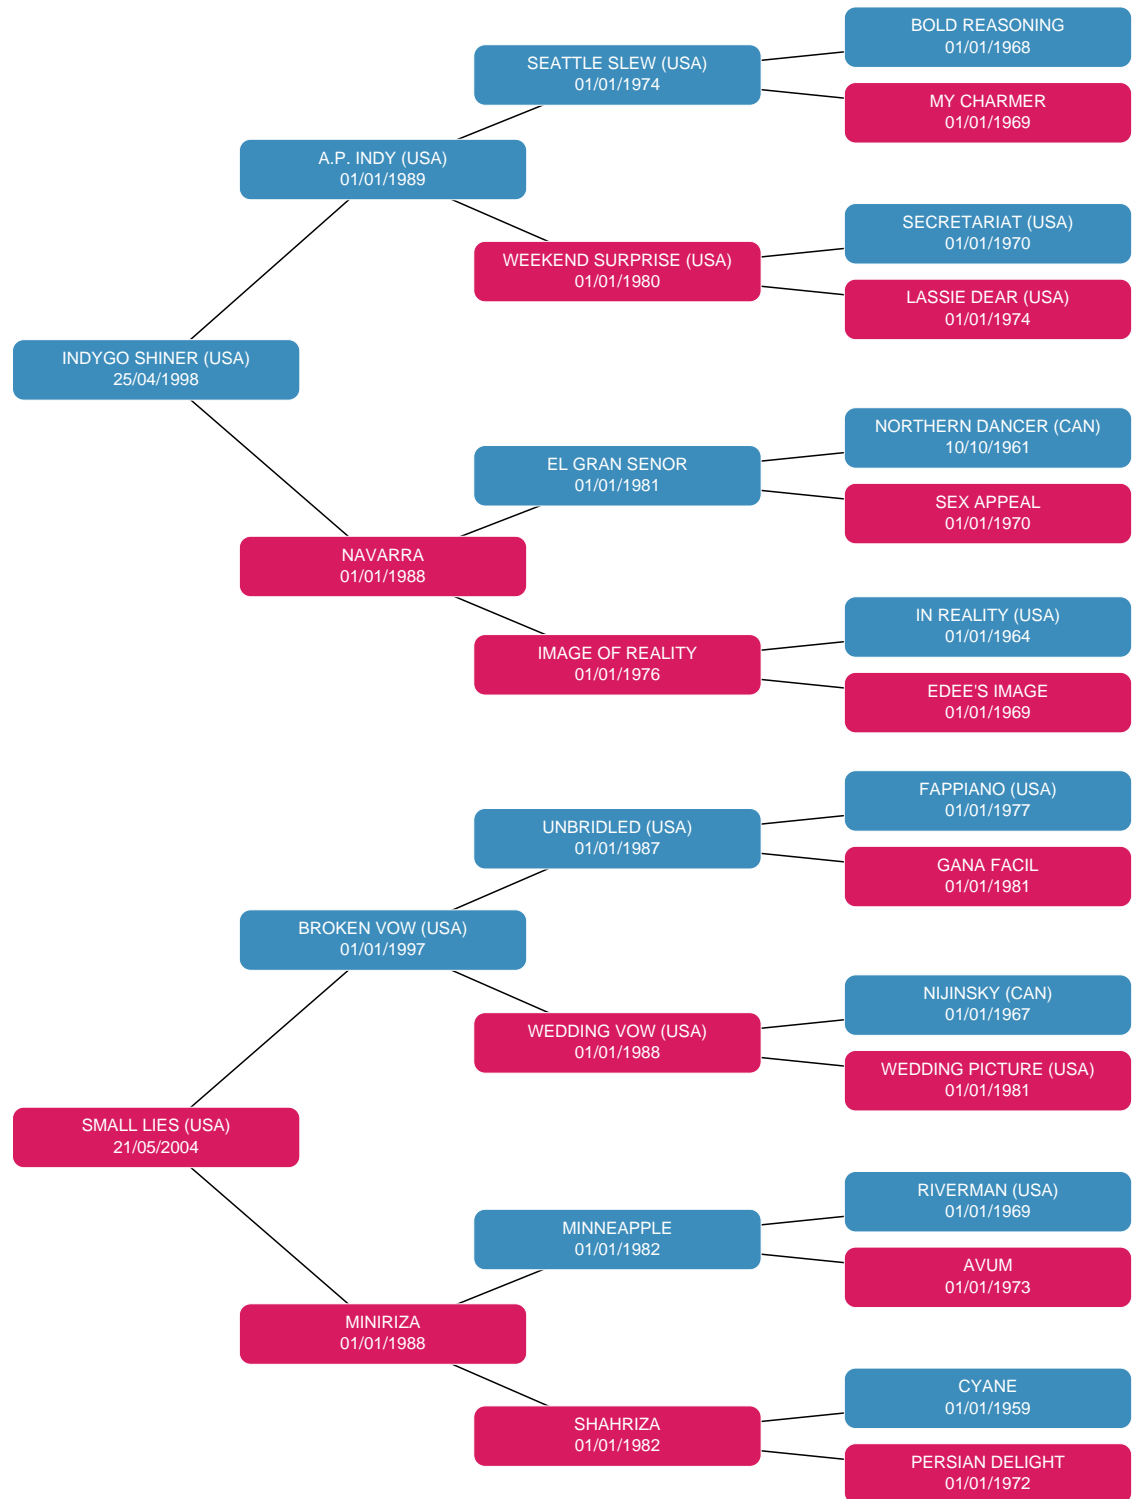 BOLD REASONING
01/01/1968
SEATTLE SLEW (USA)
01/01/1974
MY CHARMER
01/01/1969
A.P. INDY (USA)
01/01/1989
SECRETARIAT (USA)
01/01/1970
WEEKEND SURPRISE (USA)
01/01/1980
LASSIE DEAR (USA)
01/01/1974
INDYGO SHINER (USA)
25/04/1998
NORTHERN DANCER (CAN)
10/10/1961
EL GRAN SENOR
01/01/1981
SEX APPEAL
01/01/1970
NAVARRA
01/01/1988
IN REALITY (USA)
01/01/1964
IMAGE OF REALITY
01/01/1976
EDEE'S IMAGE
01/01/1969
FAPPIANO (USA)
01/01/1977
UNBRIDLED (USA)
01/01/1987
GANA FACIL
01/01/1981
BROKEN VOW (USA)
01/01/1997
NIJINSKY (CAN)
01/01/1967
WEDDING VOW (USA)
01/01/1988
WEDDING PICTURE (USA)
01/01/1981
SMALL LIES (USA)
21/05/2004
RIVERMAN (USA)
01/01/1969
MINNEAPPLE
01/01/1982
AVUM
01/01/1973
MINIRIZA
01/01/1988
CYANE
01/01/1959
SHAHRIZA
01/01/1982
PERSIAN DELIGHT
01/01/1972